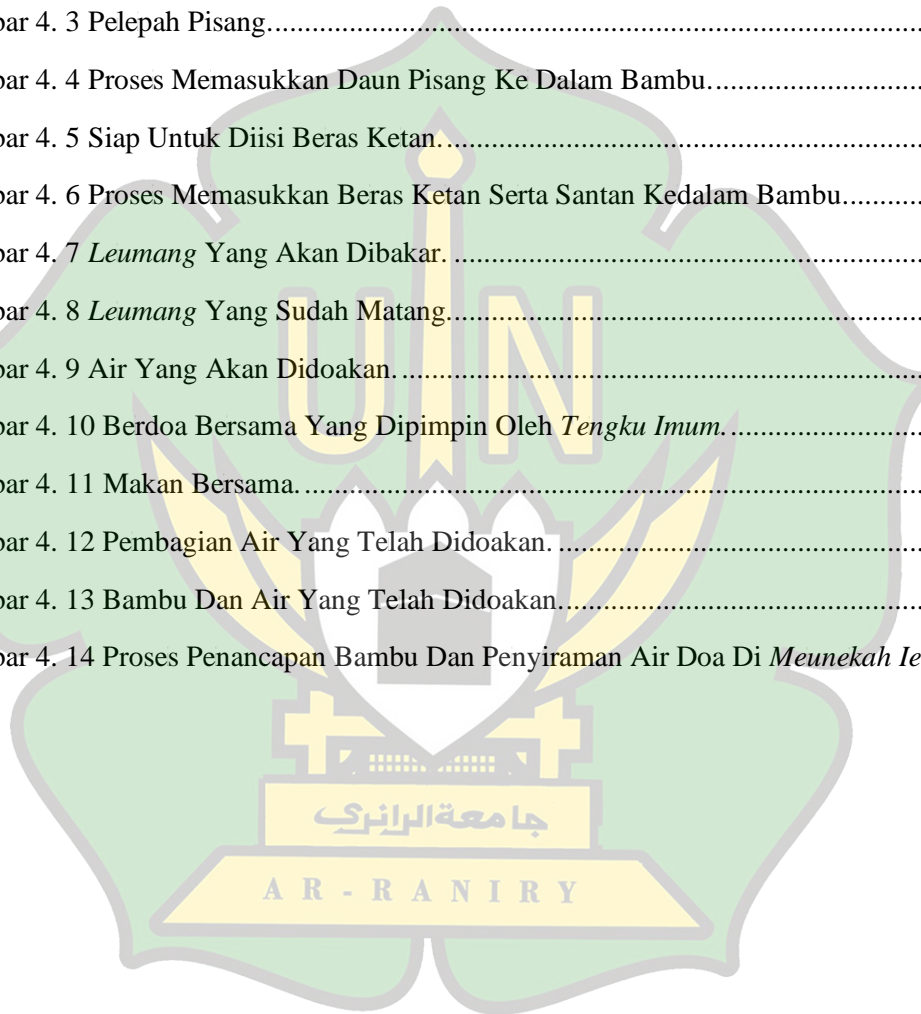 bar 4. 3 Pelepah Pisang.
bar 4. 4 Proses Memasukkan Daun Pisang Ke Dalam Bambu.
bar 4. 5 Siap Untuk Diisi Beras Ketan.
bar 4. 6 Proses Memasukkan Beras Ketan Serta Santan Kedalam Bambu.
bar 4. 7 Leumang Yang Akan Dibakar.
bar 4. 8 Leumang Yang Sudah Matang.
bar 4. 9 Air Yang Akan Didoakan.
bar 4. 10 Berdoa Bersama Yang Dipimpin Oleh Tengku Imum.
bar 4. 11 Makan Bersama.
bar 4. 12 Pembagian Air Yang Telah Didoakan.
bar 4. 13 Bambu Dan Air Yang Telah Didoakan.
bar 4. 14 Proses Penancapan Bambu Dan Penyiraman Air Doa Di Meunekah Ie
UIN
جامعة الرانري
AR-RANIRY